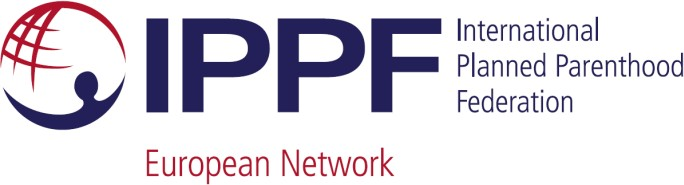 IPPF
International
Planned Parenthood
Federation
European Network